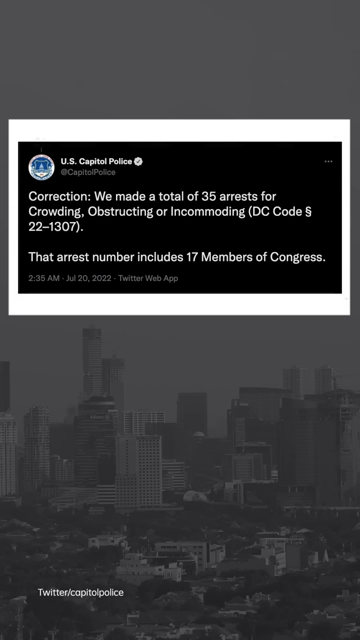 U.S. Capitol Police
@CapitolPolice
Correction: We made a total of 35 arrests for
Crowding, Obstructing or Incommoding (DC Code §
22–1307).
That arrest number includes 17 Members of Congress.
2:35 AM · Jul 20, 2022 · Twitter Web App
Twitter/capitolpolice